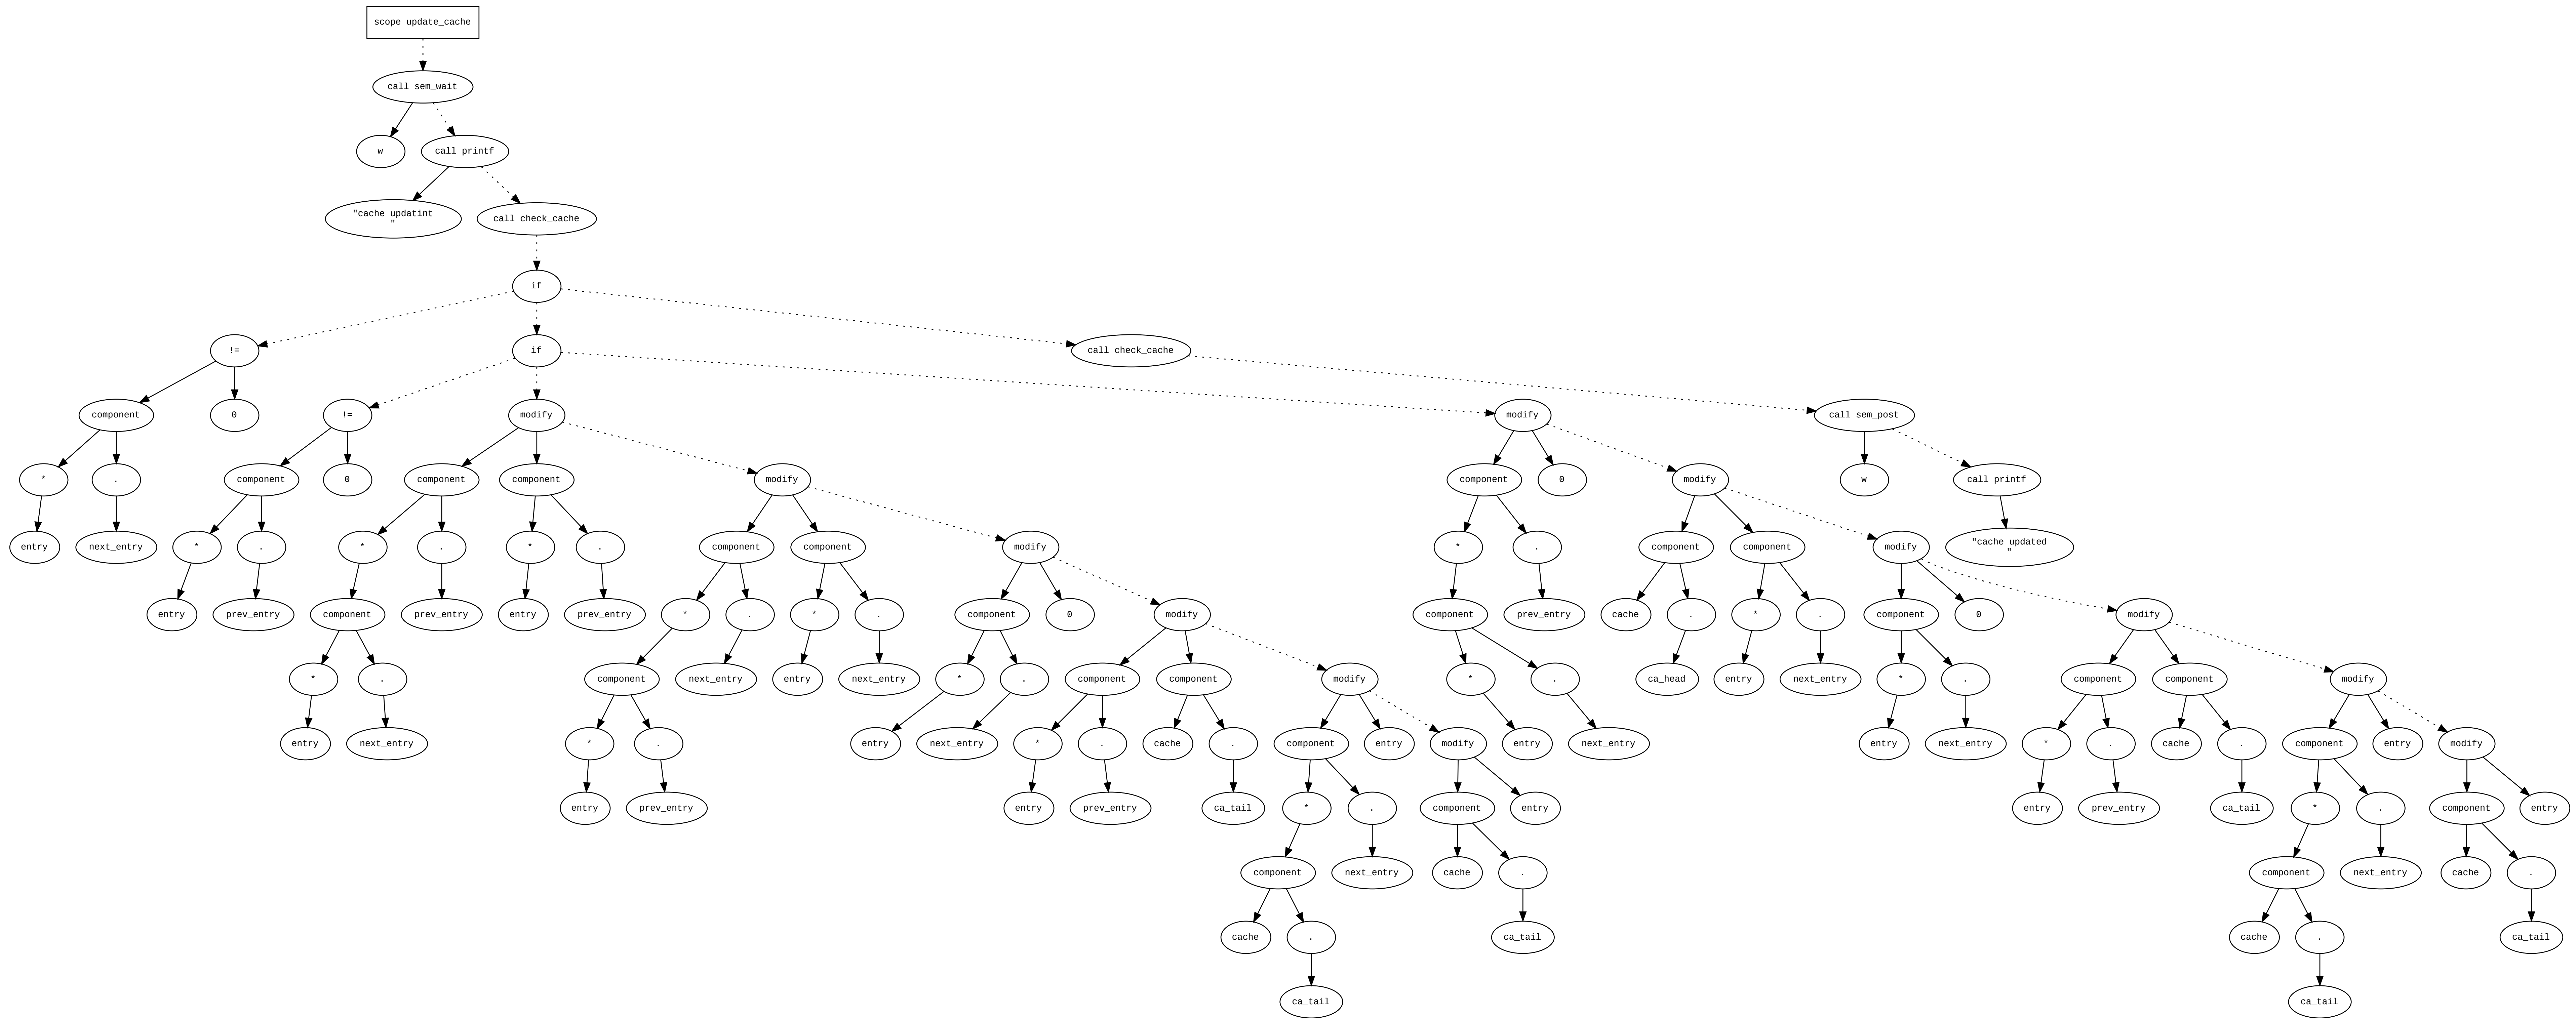 scope update_cache
call sem_wait
w
call printf
"cache updatint
"
call check_cache
if
!=
if
call check_cache
component
0
!=
modify
modify
call sem_post
*
.
component
0
component
component
modify
component
0
modify
w
call printf
entry
next_entry
*
.
*
.
*
.
component
component
modify
*
.
component
component
modify
"cache updated
"
entry
prev_entry
component
prev_entry
entry
prev_entry
*
.
*
.
component
0
modify
component
prev_entry
cache
.
*
.
component
0
modify
*
.
component
next_entry
entry
next_entry
*
.
component
component
modify
*
.
ca_head
entry
next_entry
*
.
component
component
modify
entry
next_entry
*
.
entry
next_entry
*
.
cache
.
component
entry
modify
entry
next_entry
entry
next_entry
*
.
cache
.
component
entry
modify
entry
prev_entry
entry
prev_entry
ca_tail
*
.
component
entry
entry
prev_entry
ca_tail
*
.
component
entry
component
next_entry
cache
.
component
next_entry
cache
.
cache
.
ca_tail
cache
.
ca_tail
ca_tail
ca_tail